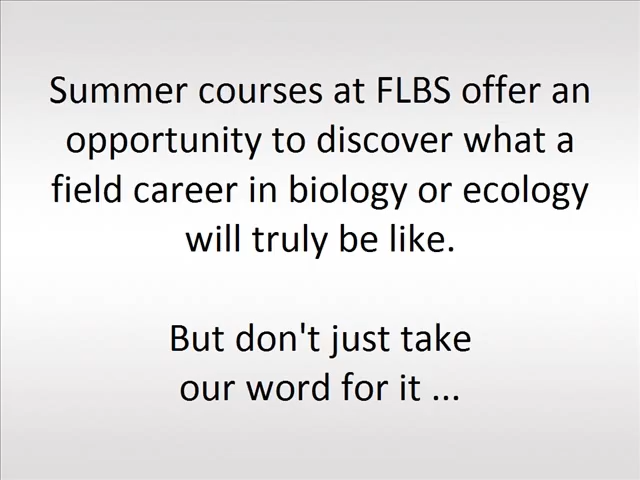 Summer courses at FLBS offer an
opportunity to discover what a
field career in biology or ecology
will truly be like.
But don't just take
our word for it ...